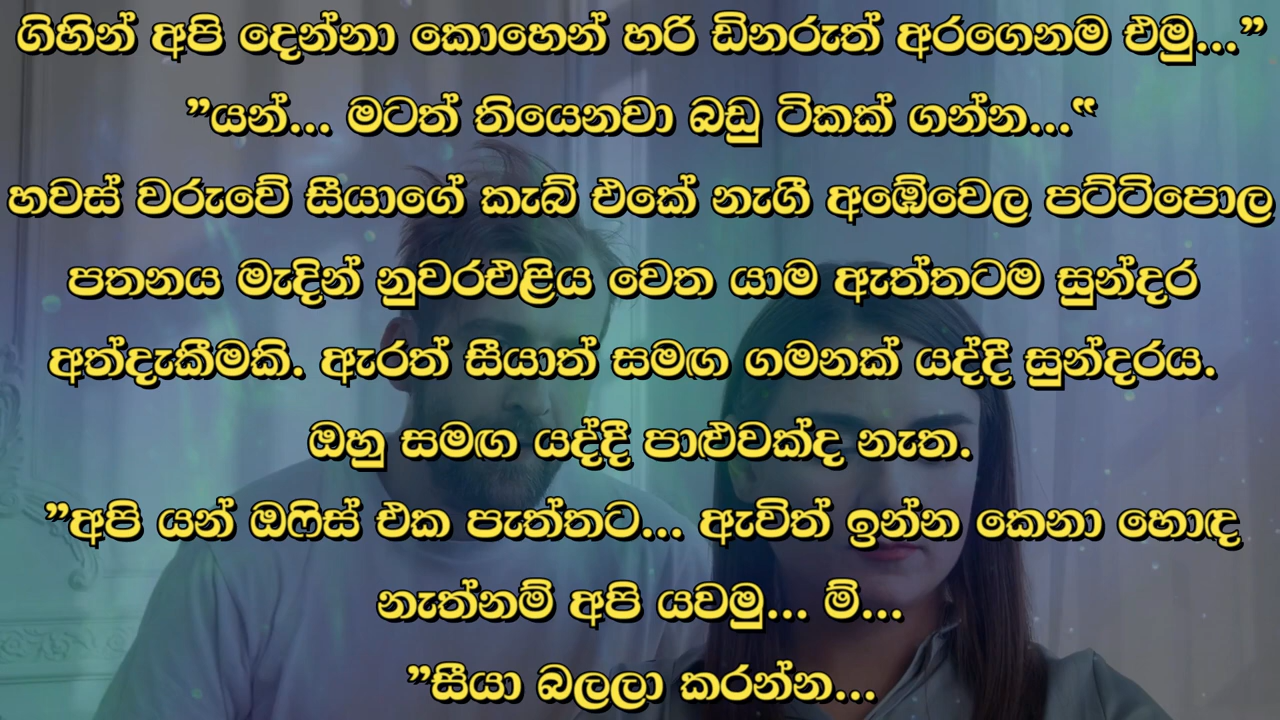 ගිහින් අපි දෙන්නා කොහෙන් හරි ඩිනරුත් අරගෙනම එමු...”
”යන්... මටත් තියෙනවා බඩු ටිකක් ගන්න...“
හවස් වරුවේ සීයාගේ කැබ් එකේ නැගී අඹේවෙල පට්ටිපොල
පතනය මැදින් නුවරඑළිය වෙත යාම ඇත්තටම සුන්දර
අත්දැකීමකි. ඇරත් සීයාත් සමඟ ගමනක් යද්දී සුන්දරය.
ඔහු සමඟ යද්දී පාළුවක්ද නැත.
”අපි යන් ඔෆිස් එක පැත්තට... ඇවිත් ඉන්න කෙනා හොඳ
නැත්නම් අපි යවමු... ම්...
”සීයා බලලා කරන්න...